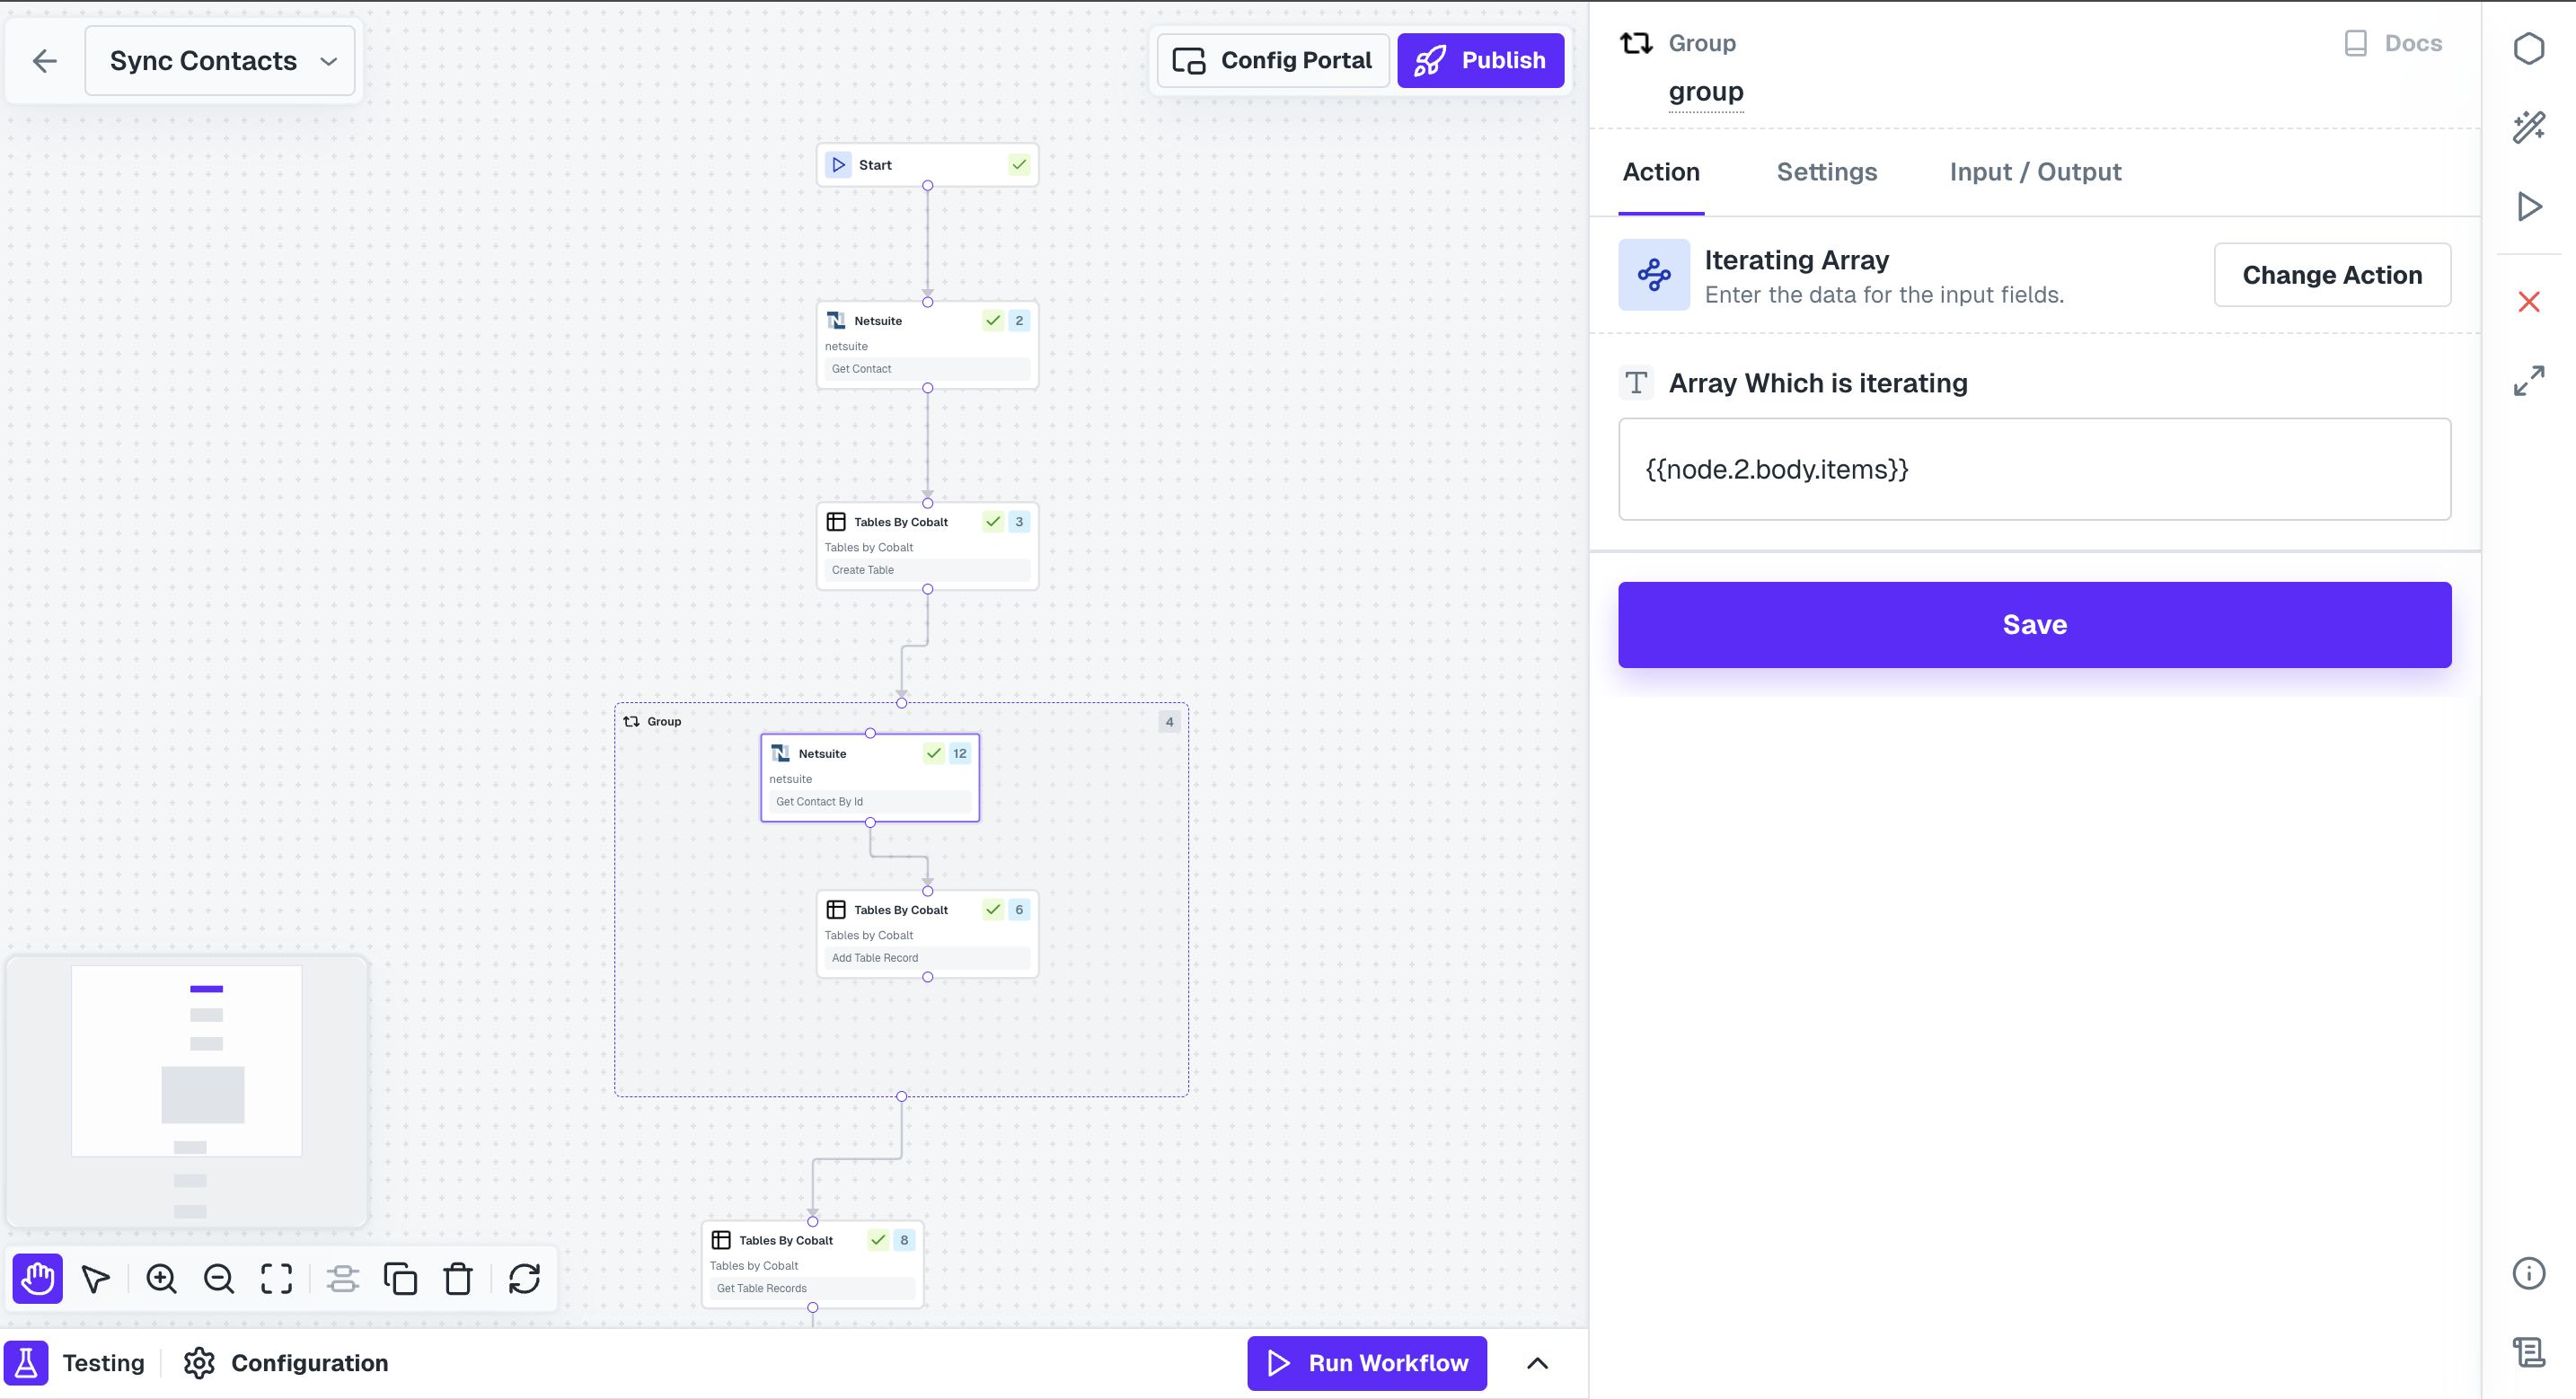 Sync Contacts
Config Portal
Publish
Start
Netsuite
2
netsuite
Get Contact
Tables By Cobalt
3
Tables by Cobalt
Create Table
Group
4
Netsuite
12
netsuite
Get Contact By Id
Tables By Cobalt
6
Tables by Cobalt
Add Table Record
Tables By Cobalt
8
Tables by Cobalt
Get Table Records
Testing
Configuration
Run Workflow
Group
Docs
group
Action
Settings
Input / Output
Iterating Array
Enter the data for the input fields.
Change Action
Array Which is iterating
{{node.2.body.items}}
Save